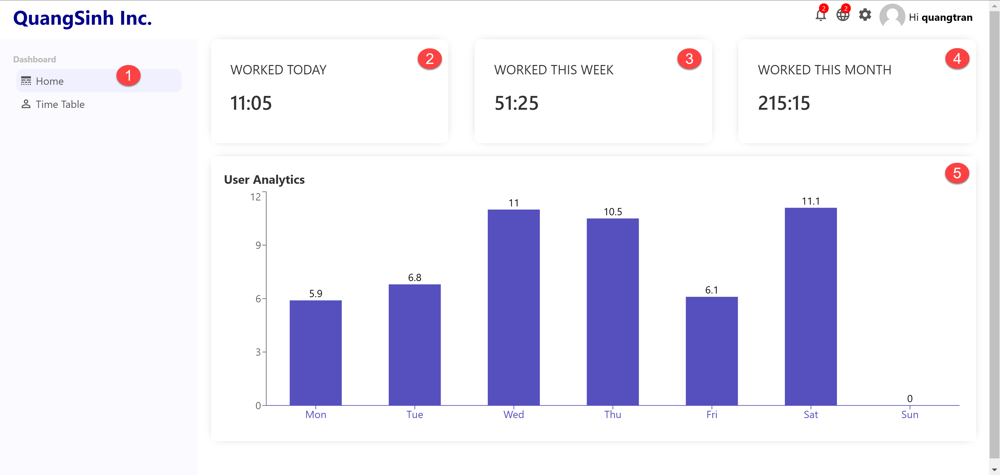 QuangSinh Inc.
2
2
Hi quangtran
Dashboard
1
Home
Time Table
2
WORKED TODAY
11:05
3
WORKED THIS WEEK
51:25
4
WORKED THIS MONTH
215:15
5
User Analytics
12
9
6
3
0
5.9
6.8
11
10.5
6.1
11.1
0
Mon
Tue
Wed
Thu
Fri
Sat
Sun